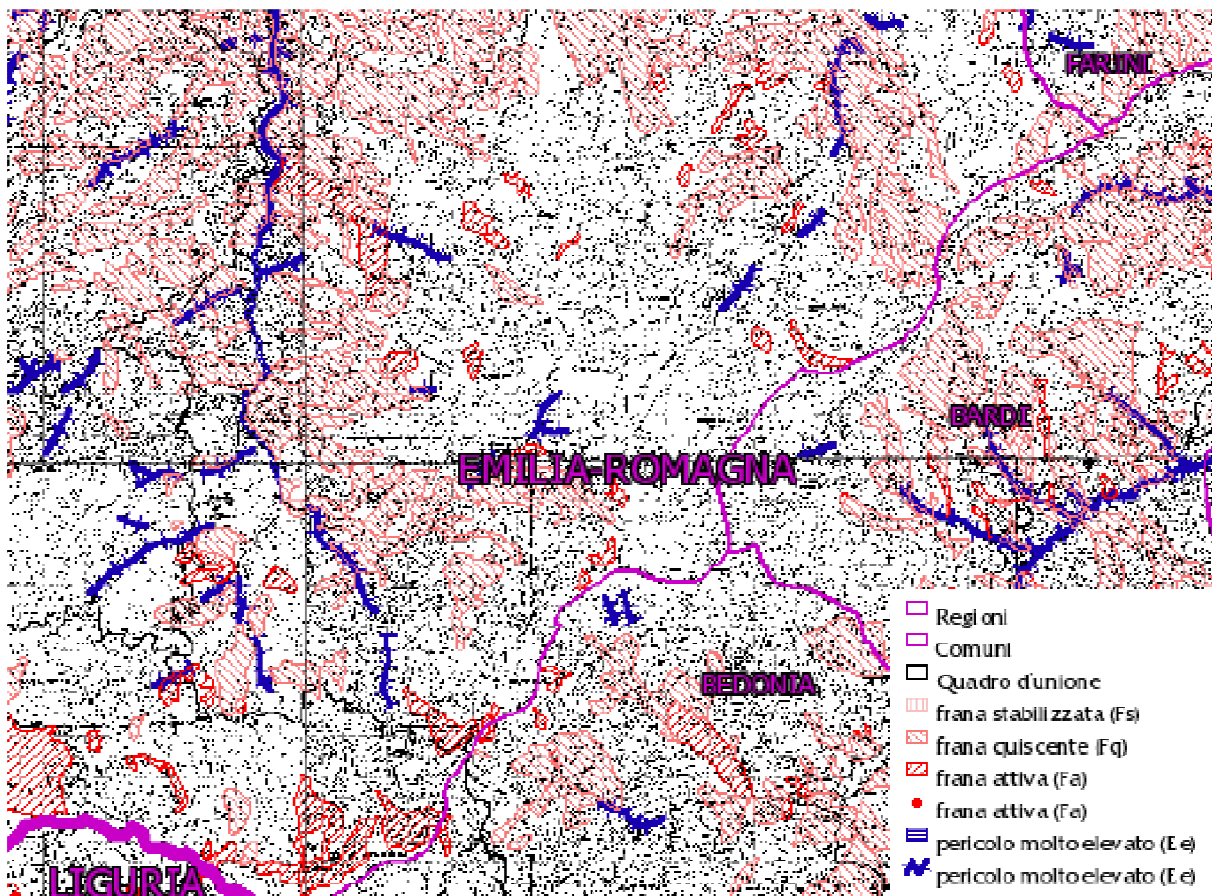 FARINI
BARDI
EMILIA-ROMAGNA
BEDONIA
LIGURIA
Regioni
Comuni
Quadro d'unione
frana stabilizzata (Fs)
frana quiscente (Fq)
frana attiva (Fa)
frana attiva (Fa)
pericolo molto elevato (Ee)
pericolo molto elevato (Ee)